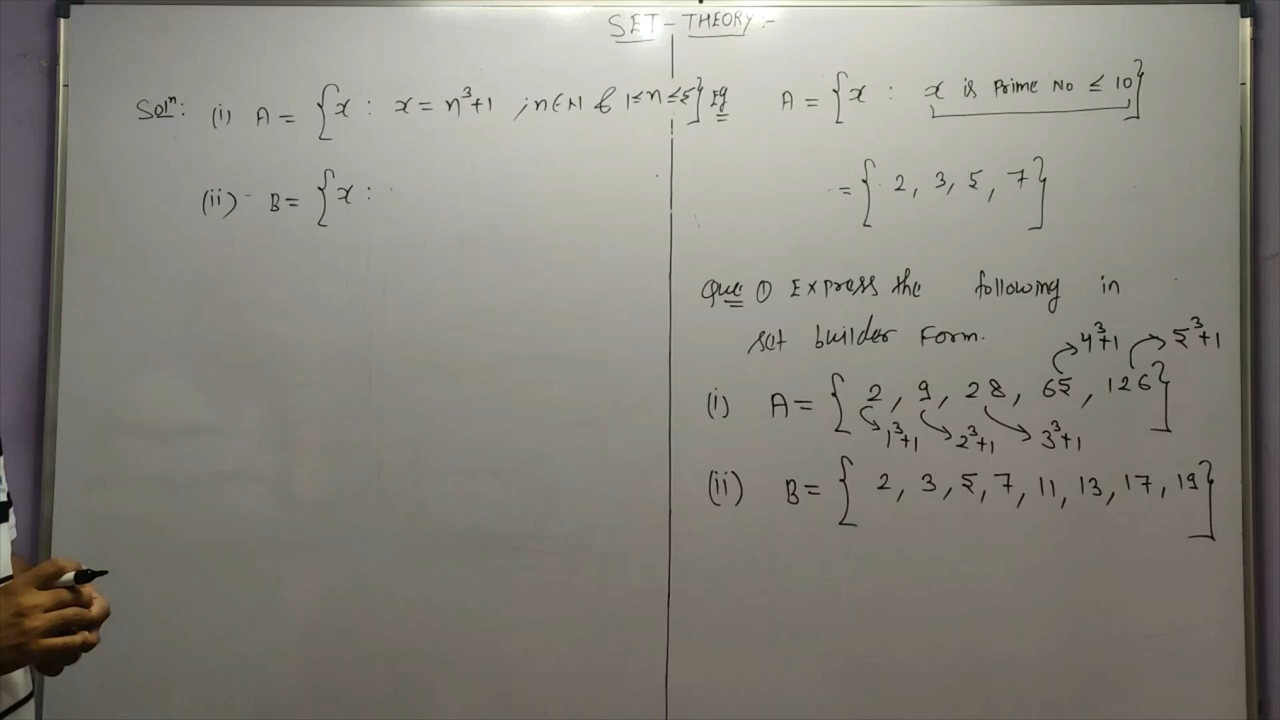 SET - THEORY :-
Solⁿ: (i) A = {x : x = n³+1 ; n∈N & 1≤n≤5}
(ii) B = {x :
Eg A = {x : x is Prime No ≤ 10}
= {2, 3, 5, 7}
Que ① Express the following in
set builder Form.
4³+1 5³+1
(i) A = {2, 9, 28, 65, 126}
1³+1 2³+1 3³+1
(ii) B = {2, 3, 5, 7, 11, 13, 17, 19}